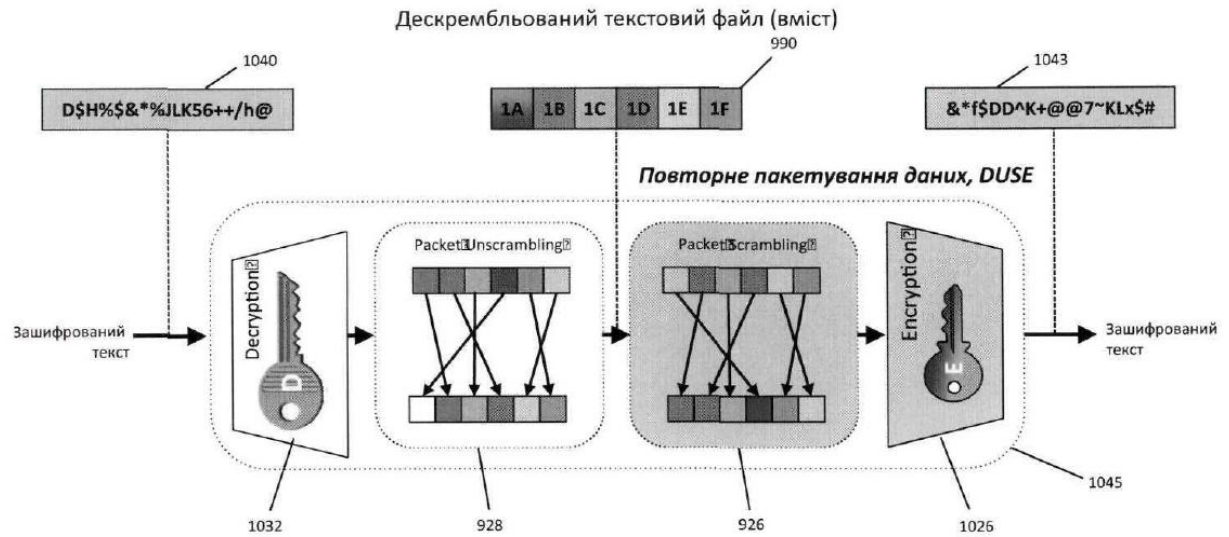 Дескрембльований текстовий файл (вміст)
1040
990
1043
D$H%$&*%JLK56++/h@
1A 1B 1C 1D 1E 1F
&*f$DD^K+@@7~KLx$#
Повторне пакетування даних, DUSE
Decryption
D
Packet Unscrambling
Packet Scrambling
Encryption
E
Зашифрований
текст
Зашифрований
текст
1045
1032
928
926
1026